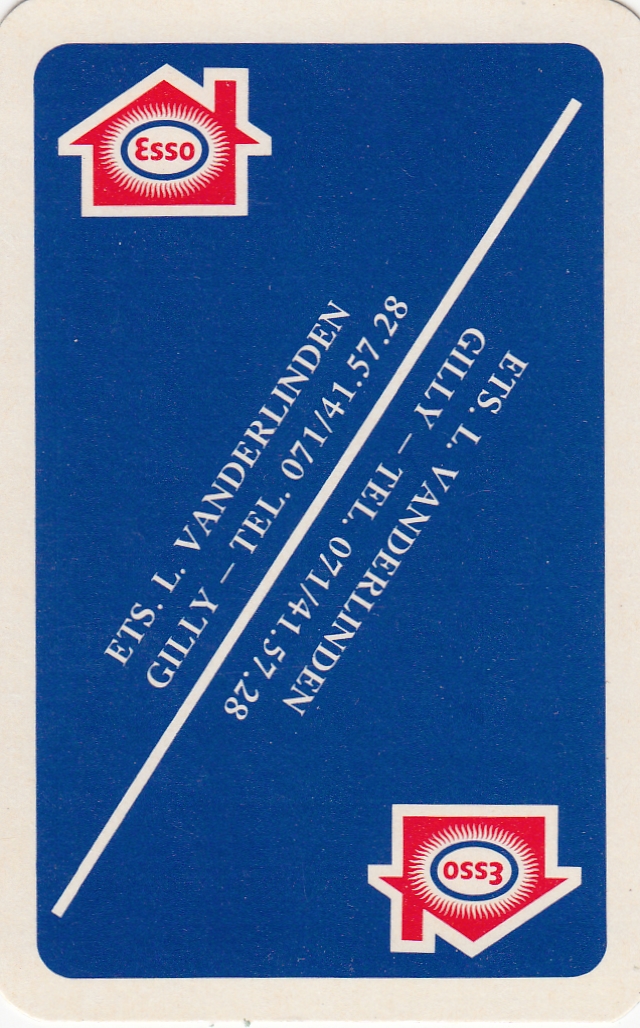 Esso
ETS. L. VANDERLINDEN
GILLY – TEL. 071/41.57.28
ETS. L. VANDERLINDEN
GILLY – TEL. 071/41.57.28
Esso